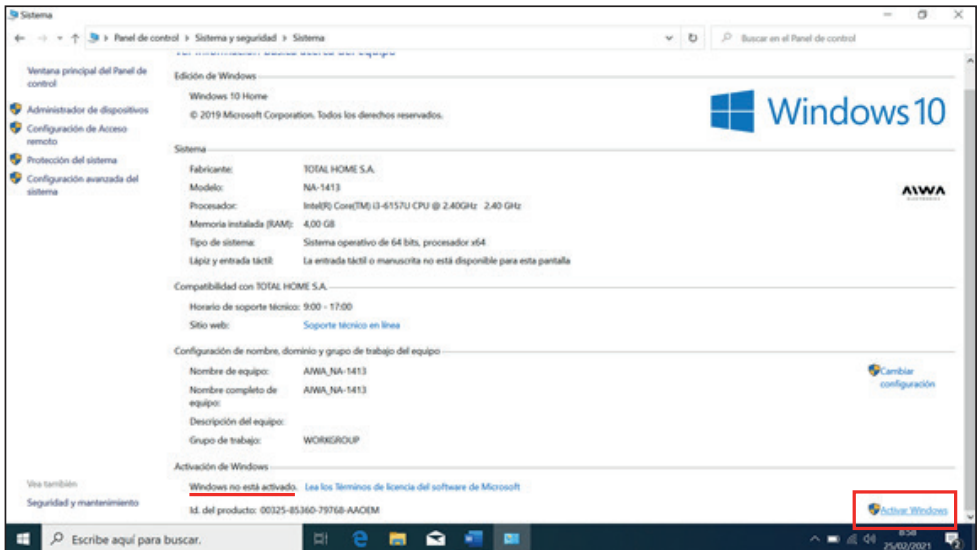 Sistema
Panel de control > Sistema y seguridad > Sistema
Buscar en el Panel de control
Ver información básica acerca del equipo
Ventana principal del Panel de
control
Administrador de dispositivos
Configuración de Acceso
remoto
Protección del sistema
Configuración avanzada del
sistema
Vea también
Seguridad y mantenimiento
Edición de Windows
Windows 10 Home
© 2019 Microsoft Corporation. Todos los derechos reservados.
Windows 10
Sistema
Fabricante: TOTAL HOME S.A.
Modelo: NA-1413
Procesador: Intel(R) Core(TM) i3-6157U CPU @ 2.40GHz 2.40 GHz
Memoria instalada (RAM): 4,00 GB
Tipo de sistema: Sistema operativo de 64 bits, procesador x64
Lápiz y entrada táctil: La entrada táctil o manuscrita no está disponible para esta pantalla
AIWA
Compatibilidad con TOTAL HOME S.A.
Horario de soporte técnico: 9:00 - 17:00
Sitio web: Soporte técnico en línea
Configuración de nombre, dominio y grupo de trabajo del equipo
Nombre de equipo: AIWA_NA-1413
Nombre completo de
equipo: AIWA_NA-1413
Descripción del equipo:
Grupo de trabajo: WORKGROUP
Cambiar
configuración
Activación de Windows
Windows no está activado. Lea los Términos de licencia del software de Microsoft
Id. del producto: 00325-85360-79768-AAOEM
Activar Windows
Escribe aquí para buscar.
8:58
25/02/2021